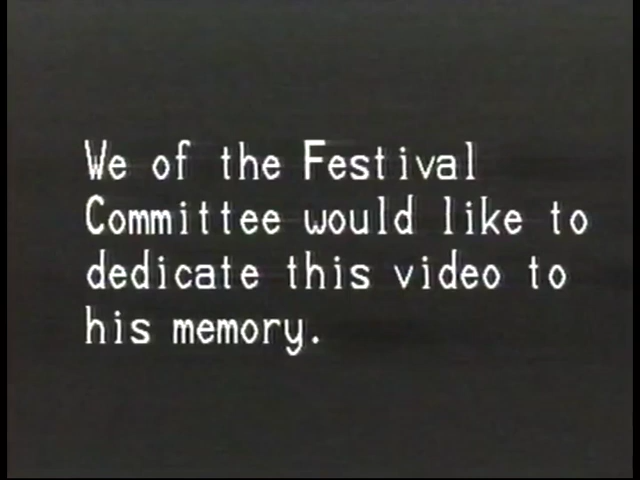 We of the Festival
Committee would like to
dedicate this video to
his memory.